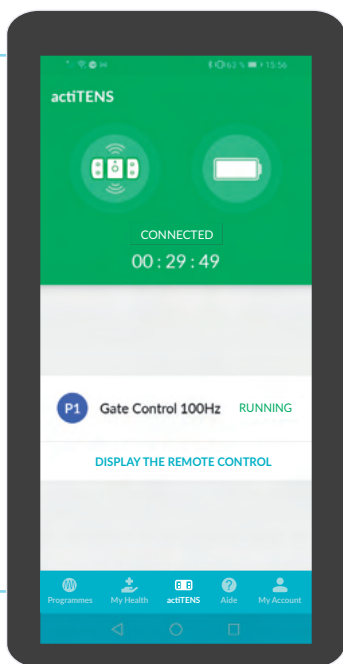 63 % 15:56
actiTENS
CONNECTED
00 : 29 : 49
P1 Gate Control 100Hz RUNNING
DISPLAY THE REMOTE CONTROL
Programmes My Health actiTENS Aide My Account